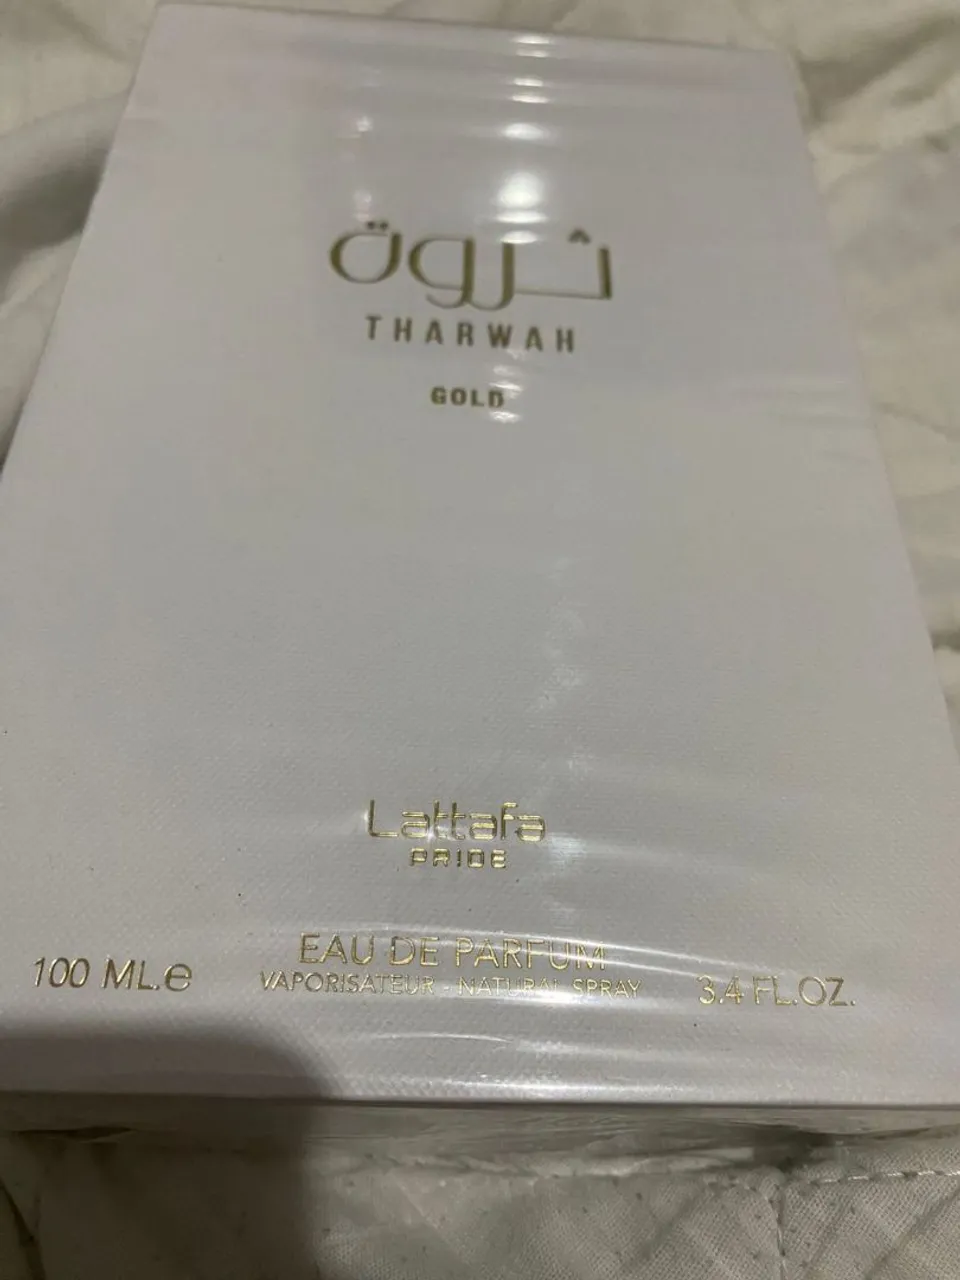 ثروة
THARWAH
GOLD
Lattafa
PRIDE
EAU DE PARFUM
100 ML.e VAPORISATEUR - NATURAL SPRAY 3.4 FL.OZ.